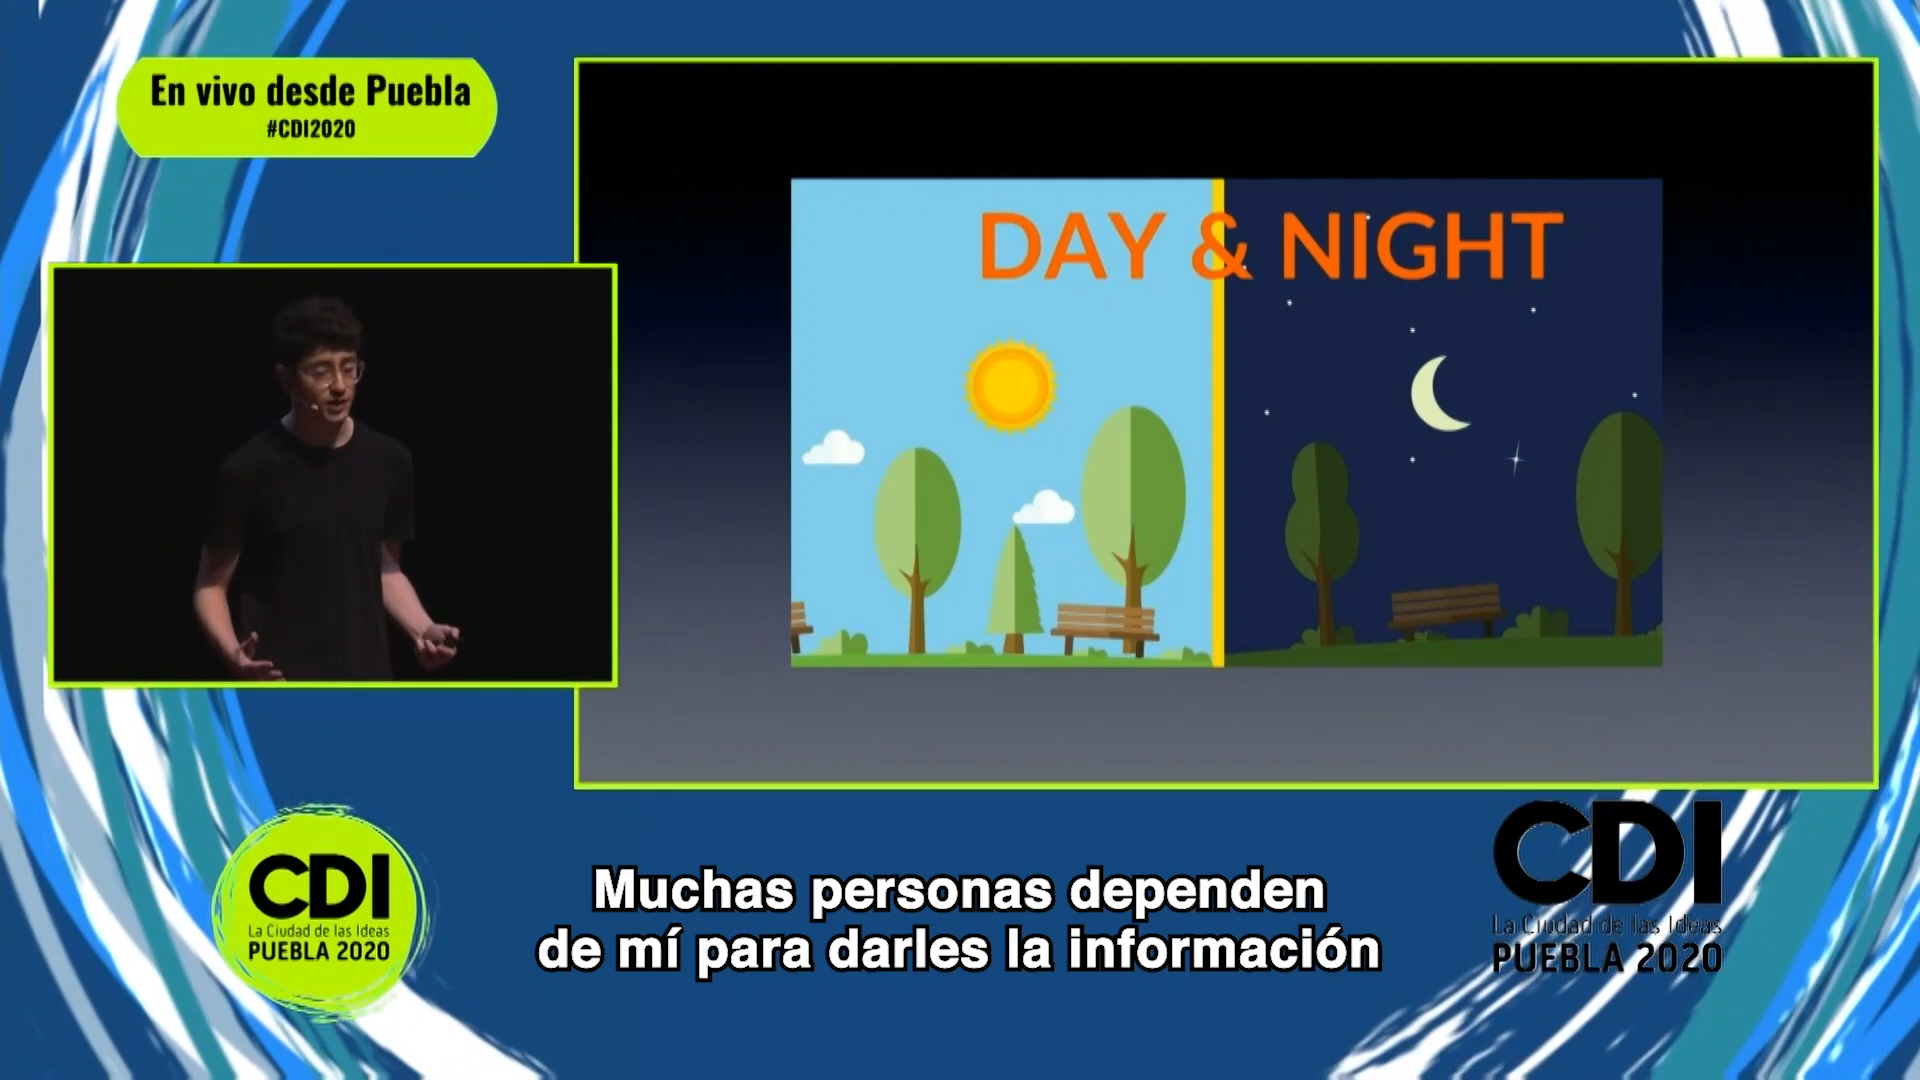 En vivo desde Puebla
#CDI2020
DAY & NIGHT
CDI
La Ciudad de las Ideas
PUEBLA 2020
Muchas personas dependen
de mí para darles la información
CDI
La Ciudad de las Ideas
PUEBLA 2020